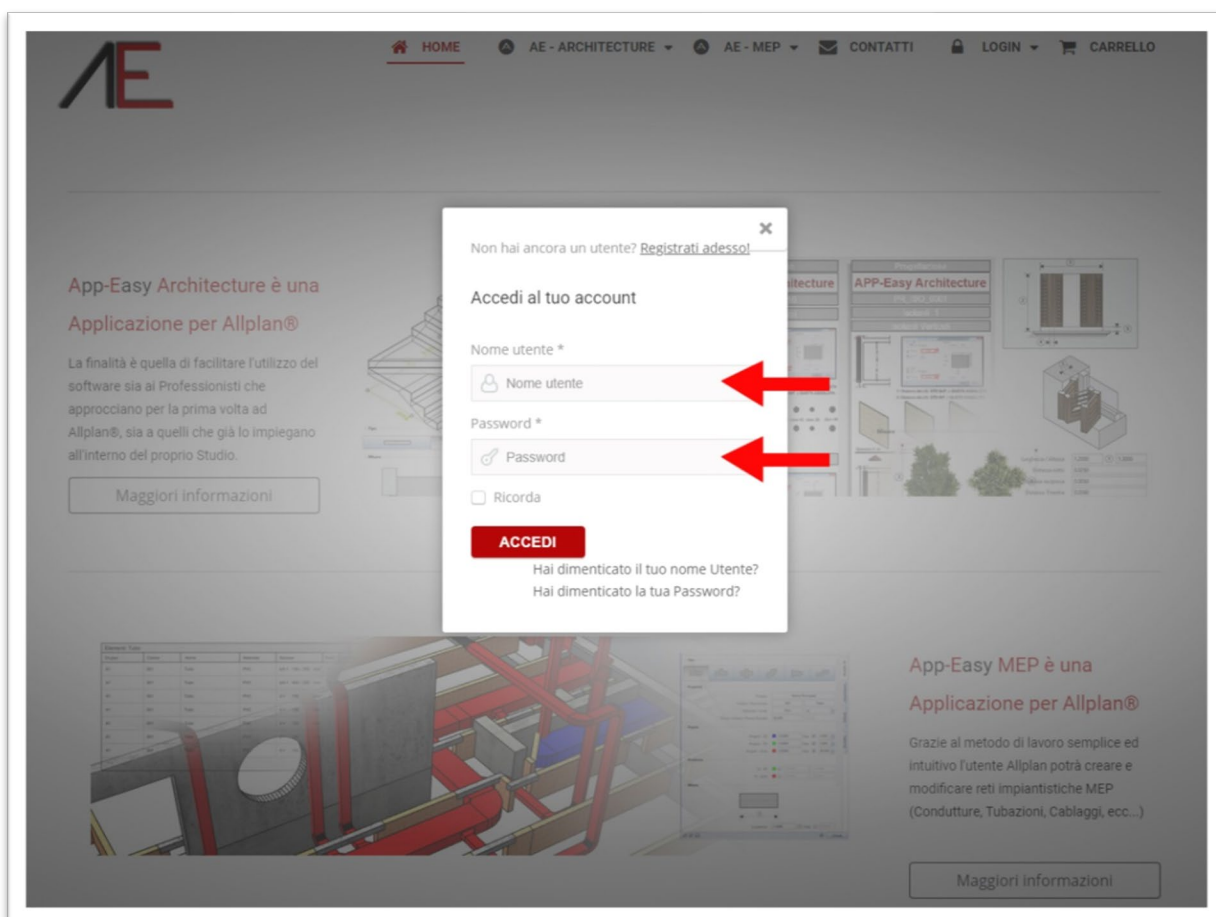 AE
HOME
AE - ARCHITECTURE
AE - MEP
CONTATTI
LOGIN
CARRELLO
Non hai ancora un utente? Registrati adesso!
Accedi al tuo account
Nome utente *
Nome utente
Password *
Password
Ricorda
ACCEDI
Hai dimenticato il tuo nome Utente?
Hai dimenticato la tua Password?
App-Easy Architecture è una
Applicazione per Allplan®
La finalità è quella di facilitare l'utilizzo del
software sia ai Professionisti che
approcciano per la prima volta ad
Allplan®, sia a quelli che già lo impiegano
all'interno del proprio Studio.
Maggiori informazioni
APP-Easy Architecture
App-Easy MEP è una
Applicazione per Allplan®
Grazie al metodo di lavoro semplice ed
intuitivo l'utente Allplan potrà creare e
modificare reti impiantistiche MEP
(Condutture, Tubazioni, Cablaggi, ecc...)
Maggiori informazioni